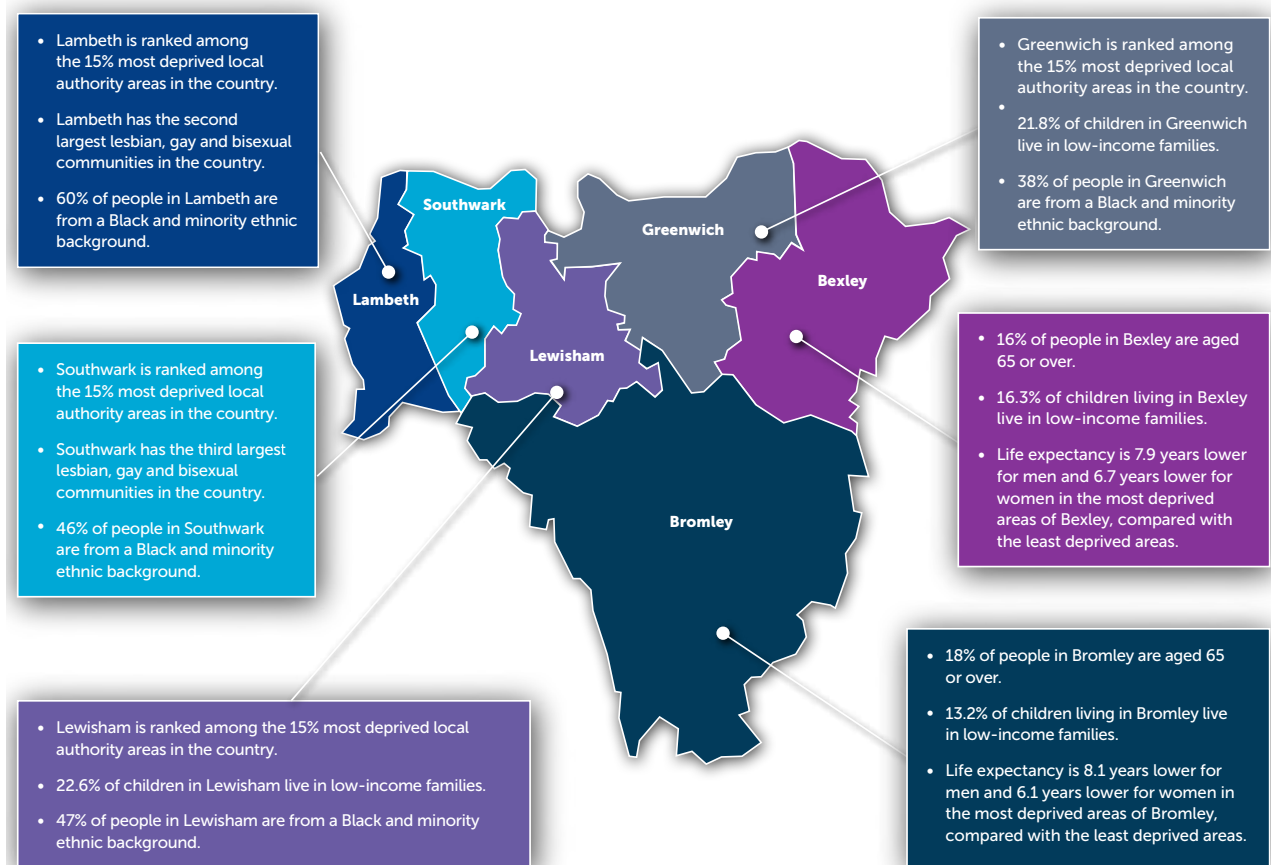 • Lambeth is ranked among
the 15% most deprived local
authority areas in the country.
• Lambeth has the second
largest lesbian, gay and bisexual
communities in the country.
• 60% of people in Lambeth are
from a Black and minority ethnic
background.
• Greenwich is ranked among
the 15% most deprived local
authority areas in the country.
•
21.8% of children in Greenwich
live in low-income families.
• 38% of people in Greenwich
are from a Black and minority
ethnic background.
Southwark
Greenwich
Bexley
Lambeth
Lewisham
Bromley
• Southwark is ranked among
the 15% most deprived local
authority areas in the country.
• Southwark has the third largest
lesbian, gay and bisexual
communities in the country.
• 46% of people in Southwark
are from a Black and minority
ethnic background.
• 16% of people in Bexley are aged
65 or over.
• 16.3% of children living in Bexley
live in low-income families.
• Life expectancy is 7.9 years lower
for men and 6.7 years lower for
women in the most deprived
areas of Bexley, compared with
the least deprived areas.
• Lewisham is ranked among the 15% most deprived local
authority areas in the country.
• 22.6% of children in Lewisham live in low-income families.
• 47% of people in Lewisham are from a Black and minority
ethnic background.
• 18% of people in Bromley are aged 65
or over.
• 13.2% of children living in Bromley live
in low-income families.
• Life expectancy is 8.1 years lower for
men and 6.1 years lower for women in
the most deprived areas of Bromley,
compared with the least deprived areas.